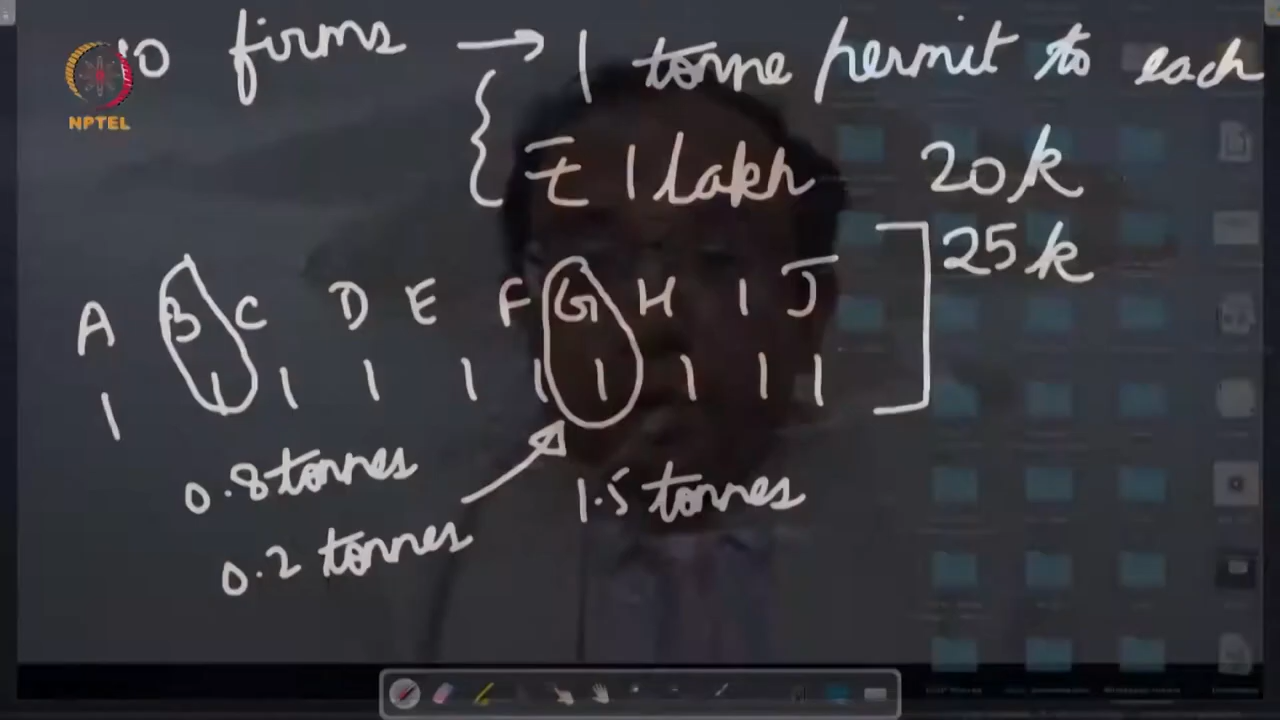 10 firms → 1 tonne permit to each
₹ 1 lakh 20k
25k
A B C D E F G H I J
1 1 1 1 1 1 1 1 1 1
0.8 tonnes
1.5 tonnes
0.2 tonnes
NPTEL